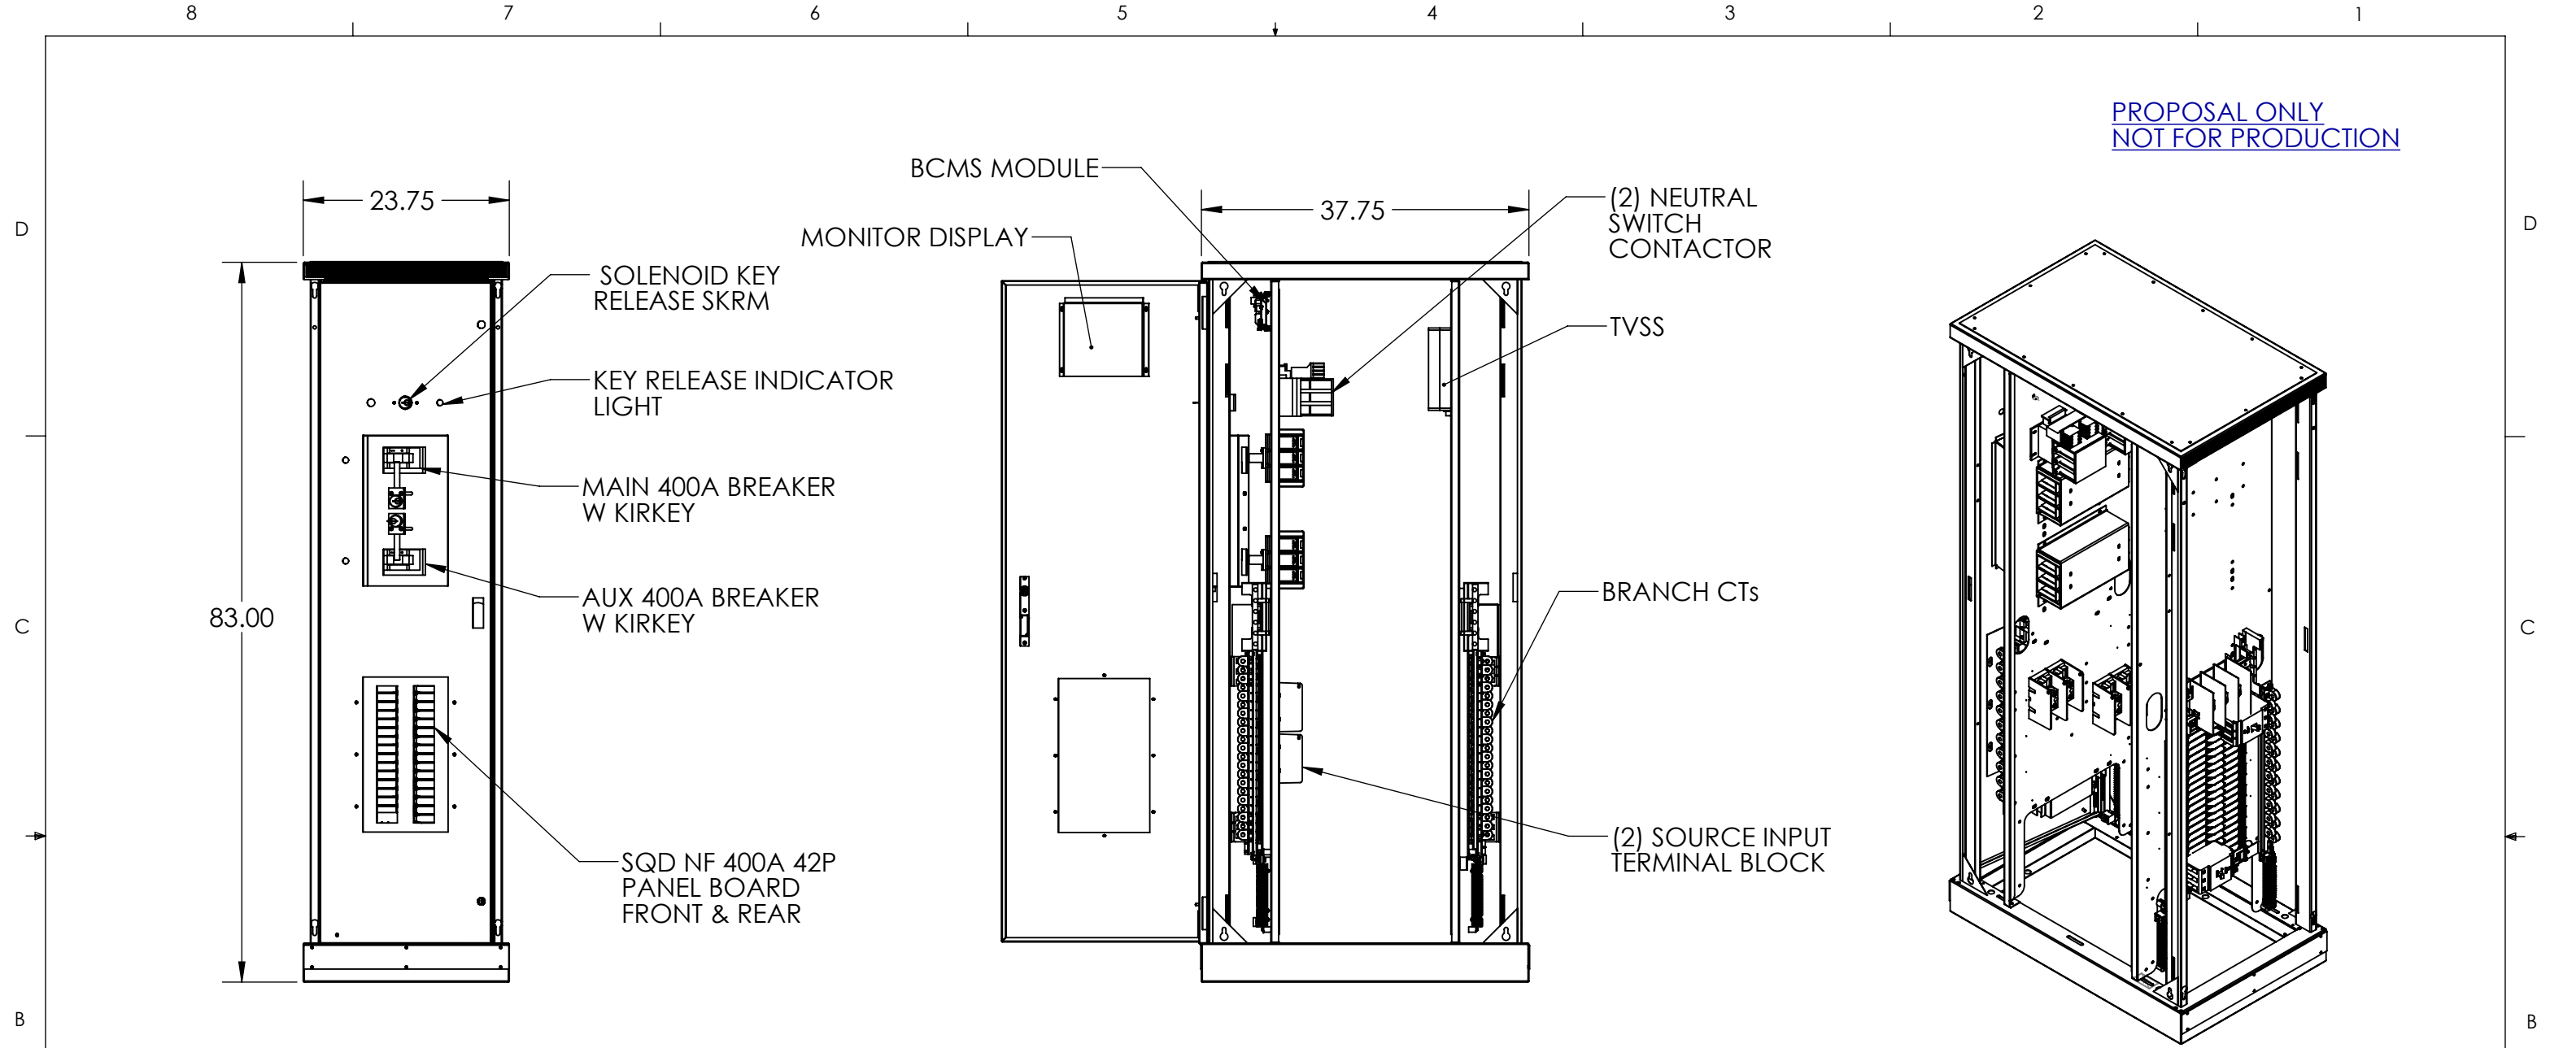 8 7 6 5 4 3 2 1
PROPOSAL ONLY
NOT FOR PRODUCTION
D
D
23.75
83.00
SOLENOID KEY
RELEASE SKRM
KEY RELEASE INDICATOR
LIGHT
MAIN 400A BREAKER
W KIRKEY
AUX 400A BREAKER
W KIRKEY
SQD NF 400A 42P
PANEL BOARD
FRONT & REAR
BCMS MODULE
MONITOR DISPLAY
37.75
(2) NEUTRAL
SWITCH
CONTACTOR
TVSS
BRANCH CTs
(2) SOURCE INPUT
TERMINAL BLOCK
C
C
B
B